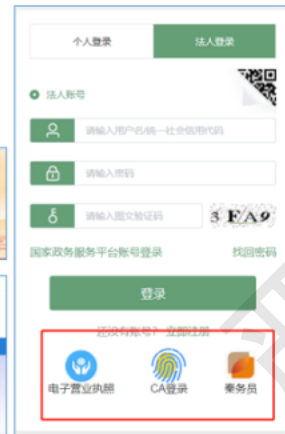 个人登录 法人登录
法人账号
请输入用户名/统一社会信用代码
请输入密码
请输入图文验证码 3 FA9
国家政务服务平台账号登录 找回密码
登录
还没有账号? 立即注册
电子营业执照 CA登录 秦务员